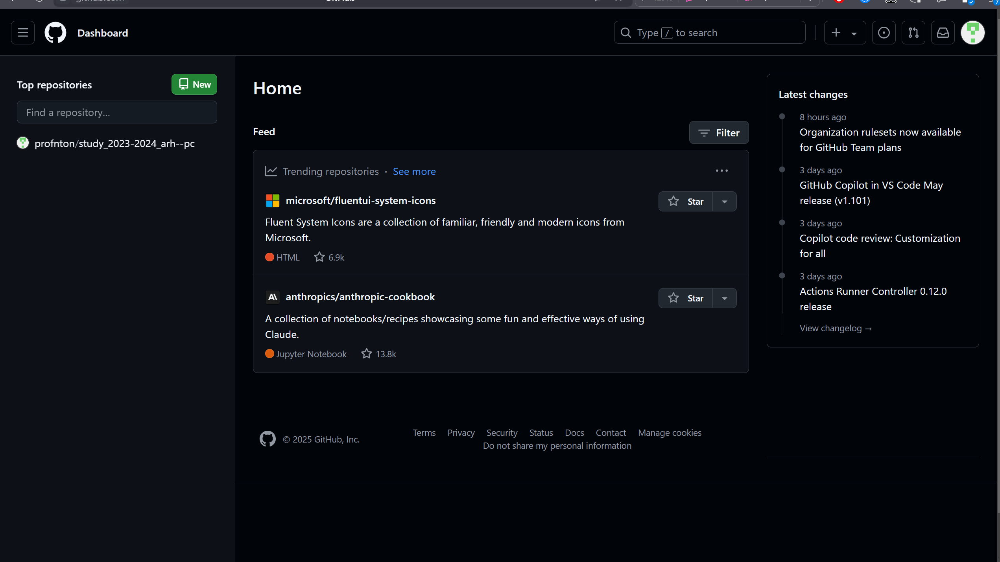 Dashboard
Type / to search
Top repositories
New
Find a repository...
profnton/study_2023-2024_arh--pc
Home
Feed
Filter
Trending repositories · See more
microsoft/fluentui-system-icons
Star
Fluent System Icons are a collection of familiar, friendly and modern icons from
Microsoft.
HTML
6.9k
anthropics/anthropic-cookbook
Star
A collection of notebooks/recipes showcasing some fun and effective ways of using
Claude.
Jupyter Notebook
13.8k
Latest changes
8 hours ago
Organization rulesets now available
for GitHub Team plans
3 days ago
GitHub Copilot in VS Code May
release (v1.101)
3 days ago
Copilot code review: Customization
for all
3 days ago
Actions Runner Controller 0.12.0
release
View changelog →
© 2025 GitHub, Inc.
Terms Privacy Security Status Docs Contact Manage cookies
Do not share my personal information